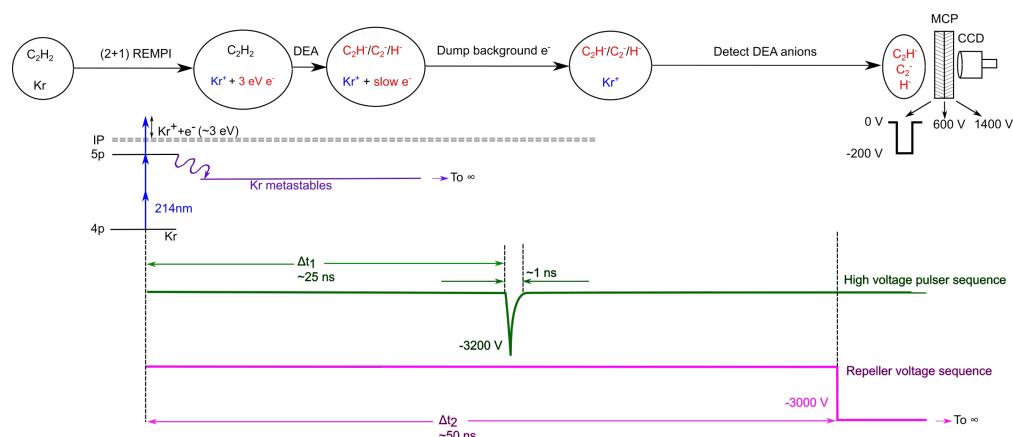 C₂H₂
Kr
(2+1) REMPI
C₂H₂
Kr⁺ + 3 eV e⁻
DEA
C₂H⁻/C₂⁻/H⁻
Kr⁺ + slow e⁻
Dump background e⁻
C₂H⁻/C₂⁻/H⁻
Kr⁺
Detect DEA anions
C₂H⁻
C₂⁻
H⁻
MCP
CCD
0 V
600 V
1400 V
-200 V
Kr⁺+e⁻ (~3 eV)
IP
5p
Kr metastables
To ∞
214nm
4p
Kr
Δt₁
~25 ns
~1 ns
High voltage pulser sequence
-3200 V
Repeller voltage sequence
-3000 V
Δt₂
~50 ns
To ∞